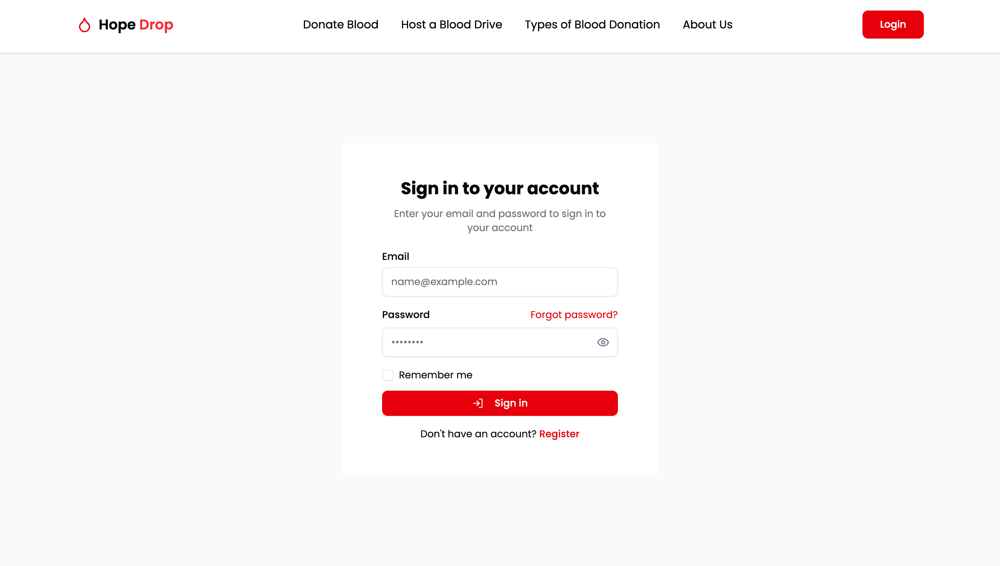 Hope Drop
Donate Blood
Host a Blood Drive
Types of Blood Donation
About Us
Login
Sign in to your account
Enter your email and password to sign in to
your account
Email
name@example.com
Password
Forgot password?
••••••••
Remember me
Sign in
Don't have an account? Register